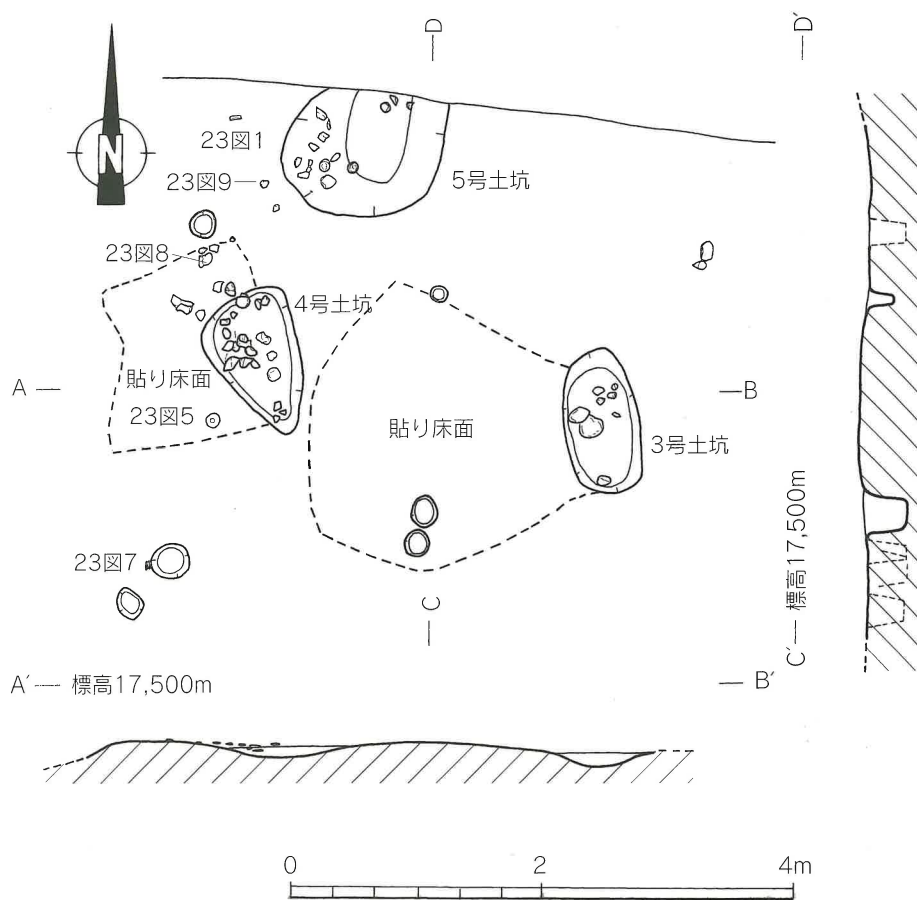 D
D′
N
23図1
5号土坑
23図9
23図8
4号土坑
A
貼り床面
B
23図5
貼り床面
3号土坑
23図7
C
C′ 標高17,500m
A′ 標高17,500m
B′
0 2 4m